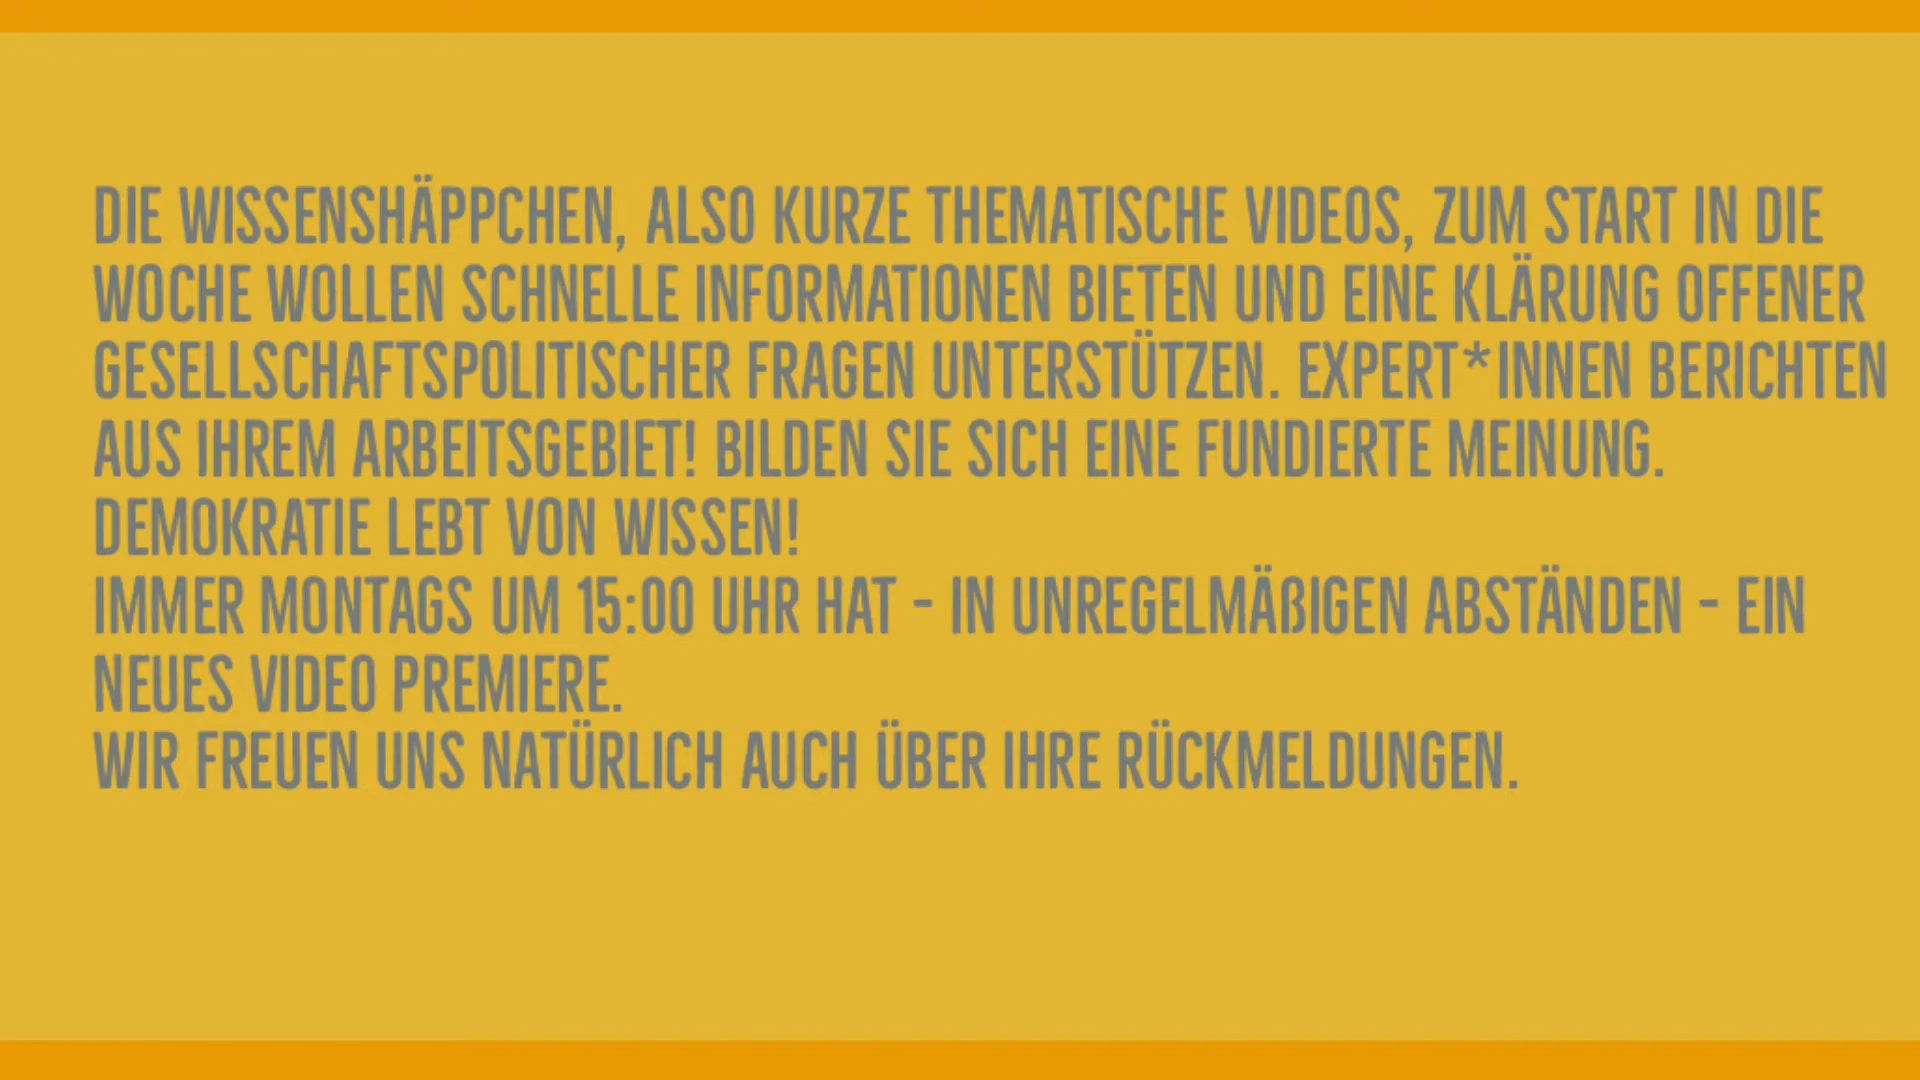 DIE WISSENSHÄPPCHEN, ALSO KURZE THEMATISCHE VIDEOS, ZUM START IN DIE
WOCHE WOLLEN SCHNELLE INFORMATIONEN BIETEN UND EINE KLÄRUNG OFFENER
GESELLSCHAFTSPOLITISCHER FRAGEN UNTERSTÜTZEN. EXPERT*INNEN BERICHTEN
AUS IHREM ARBEITSGEBIET! BILDEN SIE SICH EINE FUNDIERTE MEINUNG.
DEMOKRATIE LEBT VON WISSEN!
IMMER MONTAGS UM 15:00 UHR HAT - IN UNREGELMÄßIGEN ABSTÄNDEN - EIN
NEUES VIDEO PREMIERE.
WIR FREUEN UNS NATÜRLICH AUCH ÜBER IHRE RÜCKMELDUNGEN.